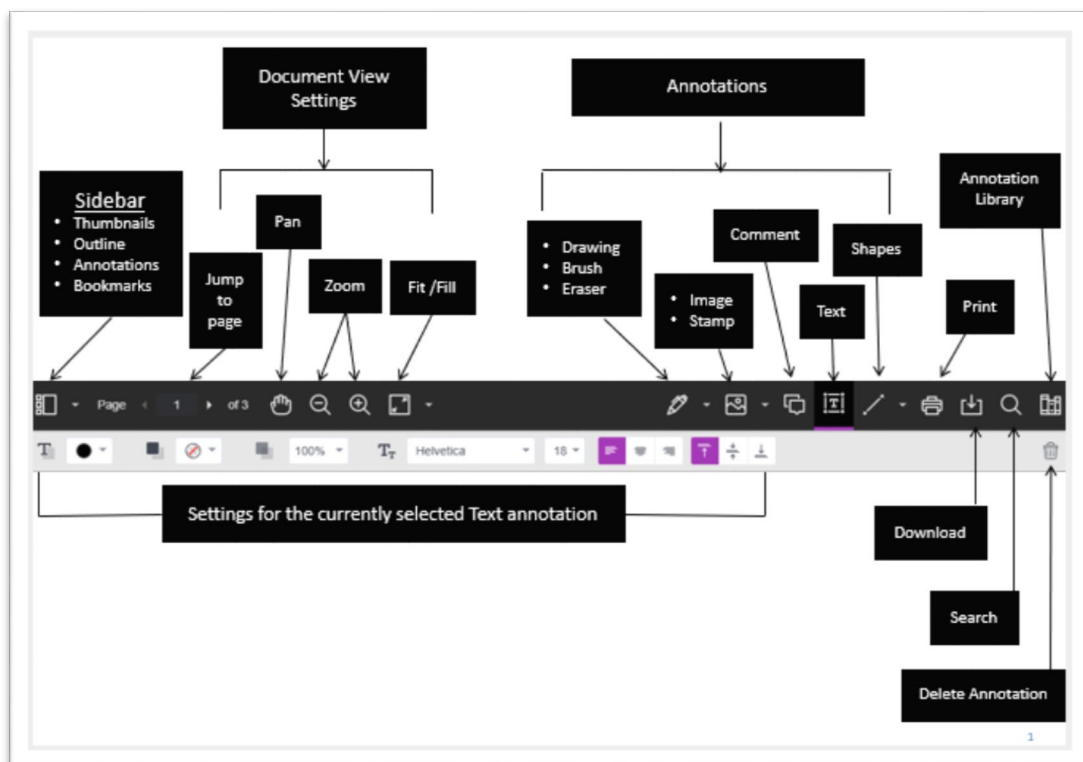 Document View
Settings
Annotations
Sidebar
• Thumbnails
• Outline
• Annotations
• Bookmarks
Jump
to
page
Pan
Zoom
Fit /Fill
• Drawing
• Brush
• Eraser
• Image
• Stamp
Comment
Text
Shapes
Print
Annotation
Library
Page 1 of 3
100% Helvetica 18
Settings for the currently selected Text annotation
Download
Search
Delete Annotation
1